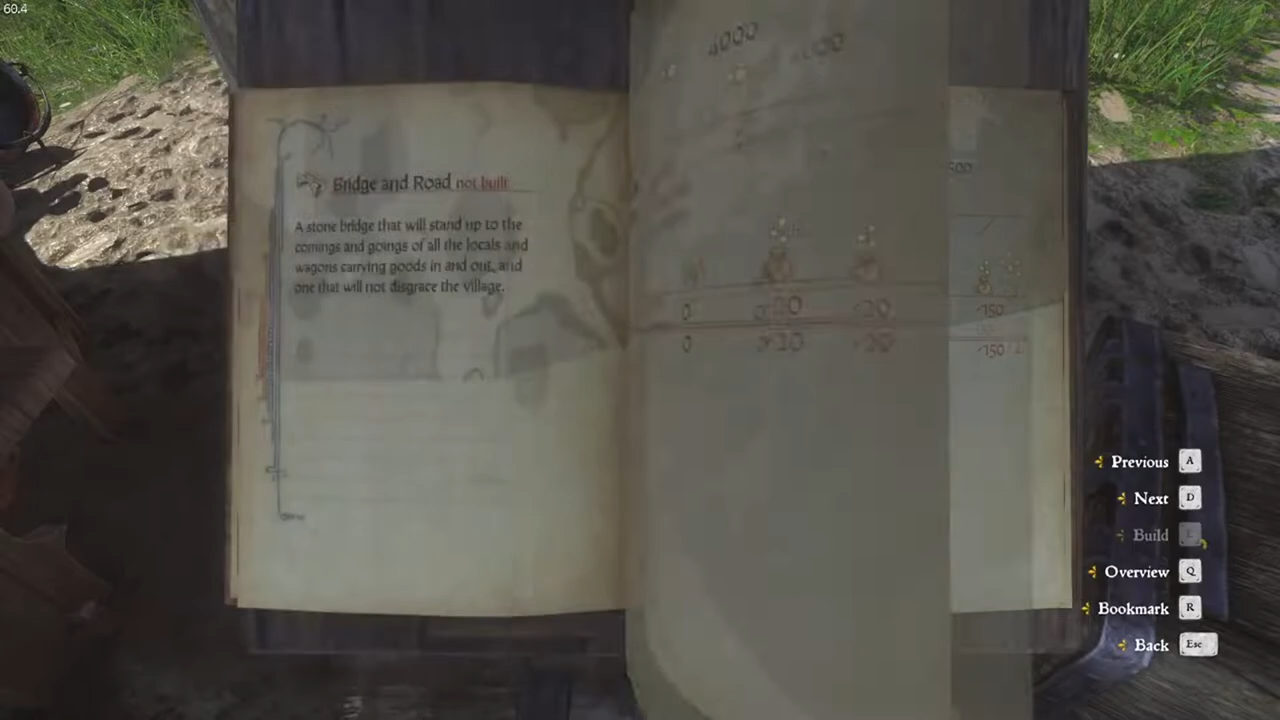 60.4
4000
Bridge and Road not built
500
A stone bridge that will stand up to the
comings and goings of all the locals and
wagons carrying goods in and out, and
one that will not disgrace the village.
0
-150
0
Previous A
Next D
Build E
Overview Q
Bookmark R
Back Esc